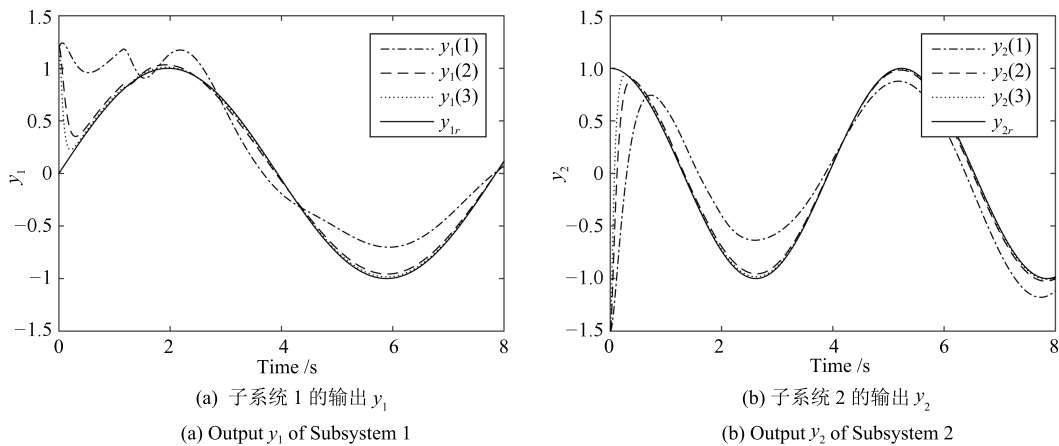 1.5
1.0
0.5
0
−0.5
−1.0
−1.5
y₁
0 2 4 6 8
Time /s
y₁(1)
y₁(2)
y₁(3)
y₁ᵣ
(a) 子系统 1 的输出 y₁
(a) Output y₁ of Subsystem 1
1.5
1.0
0.5
0
−0.5
−1.0
−1.5
y₂
0 2 4 6 8
Time /s
y₂(1)
y₂(2)
y₂(3)
y₂ᵣ
(b) 子系统 2 的输出 y₂
(b) Output y₂ of Subsystem 2